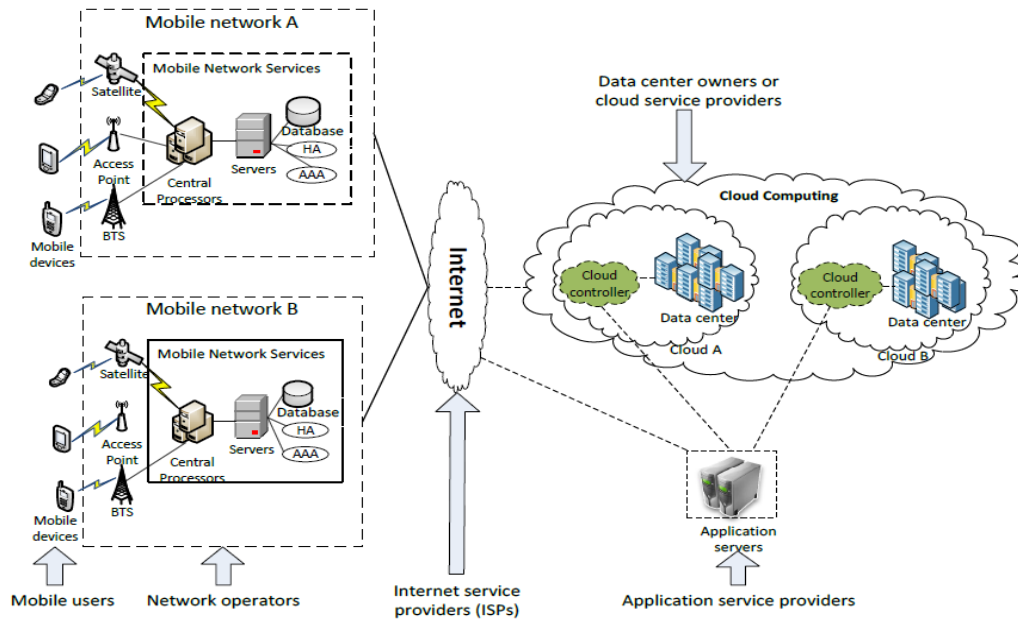 Mobile network A
Mobile Network Services
Satellite
Database
HA
AAA
Access
Point
Servers
Central
Processors
BTS
Mobile
devices
Mobile network B
Mobile Network Services
Satellite
Database
HA
AAA
Access
Point
Servers
Central
Processors
BTS
Mobile
devices
Mobile users
Network operators
Internet
Internet service
providers (ISPs)
Data center owners or
cloud service providers
Cloud Computing
Cloud
controller
Data center
Cloud A
Cloud
controller
Data center
Cloud B
Application
servers
Application service providers